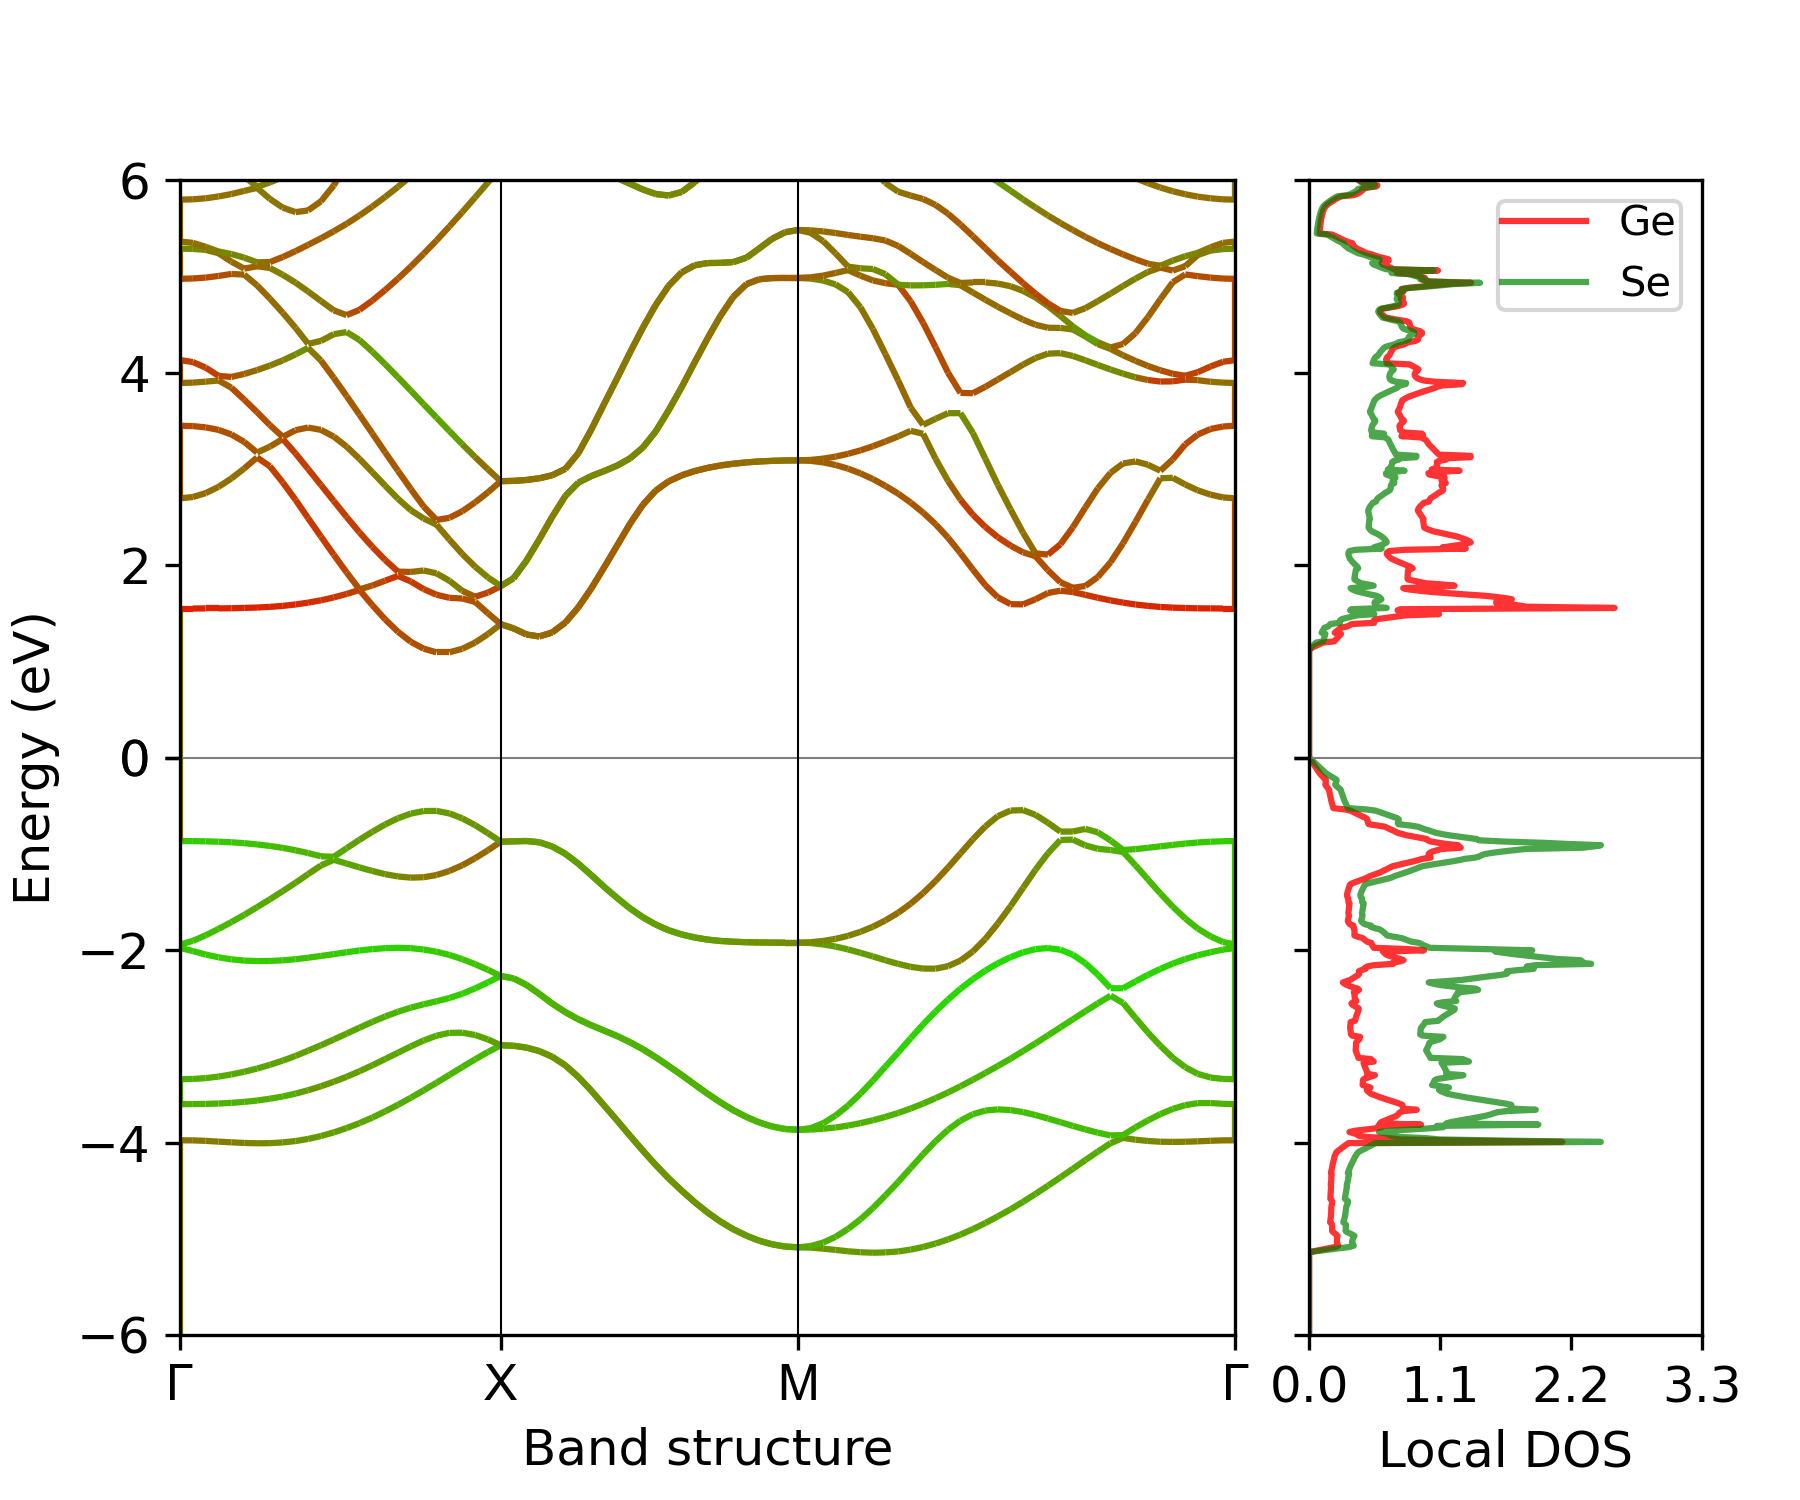 6
4
2
0
−2
−4
−6
Energy (eV)
Γ
X
M
Γ
Band structure
Ge
Se
0.0
1.1
2.2
3.3
Local DOS